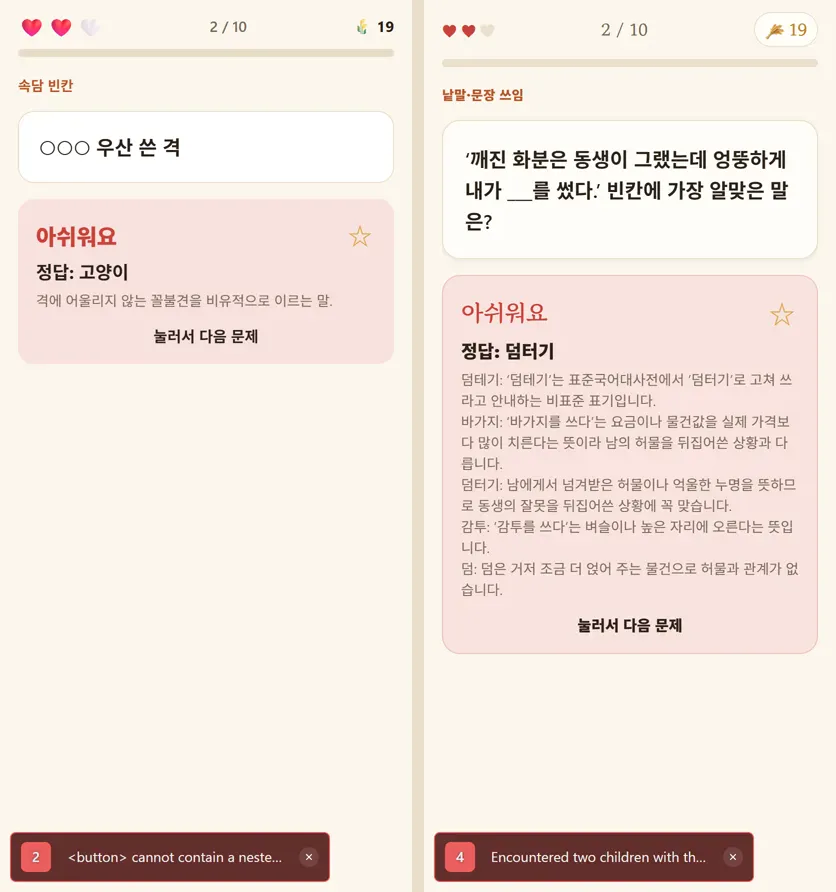 2 / 10
19
속담 빈칸
○○○ 우산 쓴 격
아쉬워요
정답: 고양이
격에 어울리지 않는 꼴불견을 비유적으로 이르는 말.
눌러서 다음 문제
2
<button> cannot contain a neste...
2 / 10
19
낱말·문장 쓰임
‘깨진 화분은 동생이 그랬는데 엉뚱하게
내가 __를 썼다.’ 빈칸에 가장 알맞은 말
은?
아쉬워요
정답: 덤터기
덤테기: ‘덤테기’는 표준국어대사전에서 ‘덤터기’로 고쳐 쓰
라고 안내하는 비표준 표기입니다.
바가지: ‘바가지를 쓰다’는 요금이나 물건값을 실제 가격보
다 많이 치른다는 뜻이라 남의 허물을 뒤집어쓴 상황과 다
릅니다.
덤터기: 남에게서 넘겨받은 허물이나 억울한 누명을 뜻하므
로 동생의 잘못을 뒤집어쓴 상황에 꼭 맞습니다.
감투: ‘감투를 쓰다’는 벼슬이나 높은 자리에 오른다는 뜻입
니다.
덤: 덤은 거저 조금 더 얹어 주는 물건으로 허물과 관계가 없
습니다.
눌러서 다음 문제
4
Encountered two children with th...